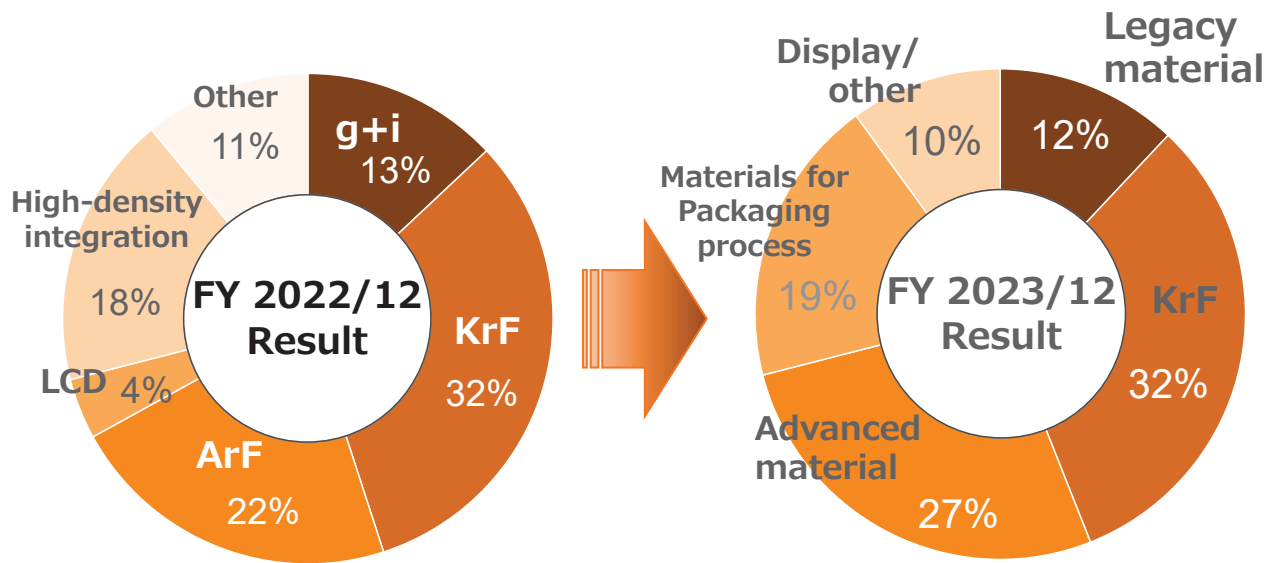 Other
11%
g+i
13%
High-density
integration
18%
FY 2022/12
Result
KrF
32%
LCD
4%
ArF
22%
Legacy
material
12%
Display/
other
10%
Materials for
Packaging
process
19%
FY 2023/12
Result
KrF
32%
Advanced
material
27%